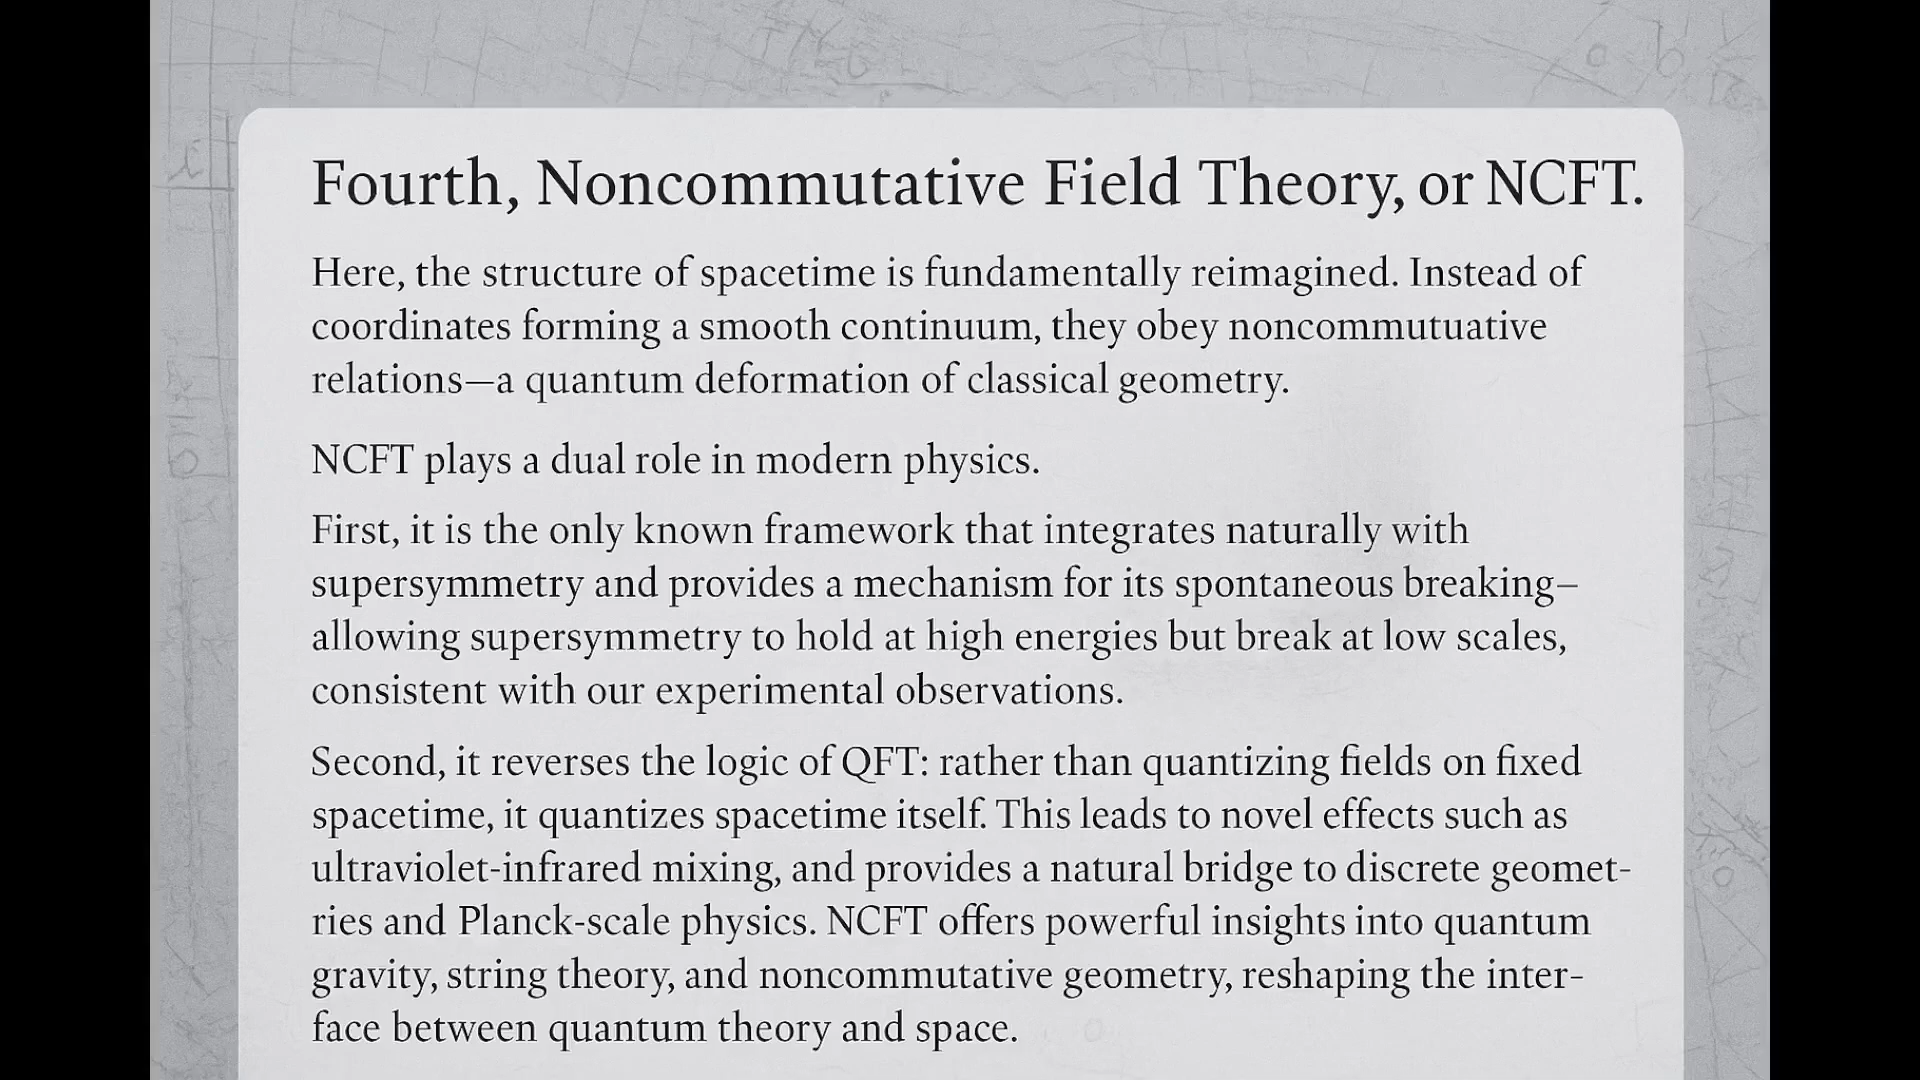 Fourth, Noncommutative Field Theory, or NCFT.
Here, the structure of spacetime is fundamentally reimagined. Instead of
coordinates forming a smooth continuum, they obey noncommutuative
relations—a quantum deformation of classical geometry.
NCFT plays a dual role in modern physics.
First, it is the only known framework that integrates naturally with
supersymmetry and provides a mechanism for its spontaneous breaking—
allowing supersymmetry to hold at high energies but break at low scales,
consistent with our experimental observations.
Second, it reverses the logic of QFT: rather than quantizing fields on fixed
spacetime, it quantizes spacetime itself. This leads to novel effects such as
ultraviolet-infrared mixing, and provides a natural bridge to discrete geomet-
ries and Planck-scale physics. NCFT offers powerful insights into quantum
gravity, string theory, and noncommutative geometry, reshaping the inter-
face between quantum theory and space.